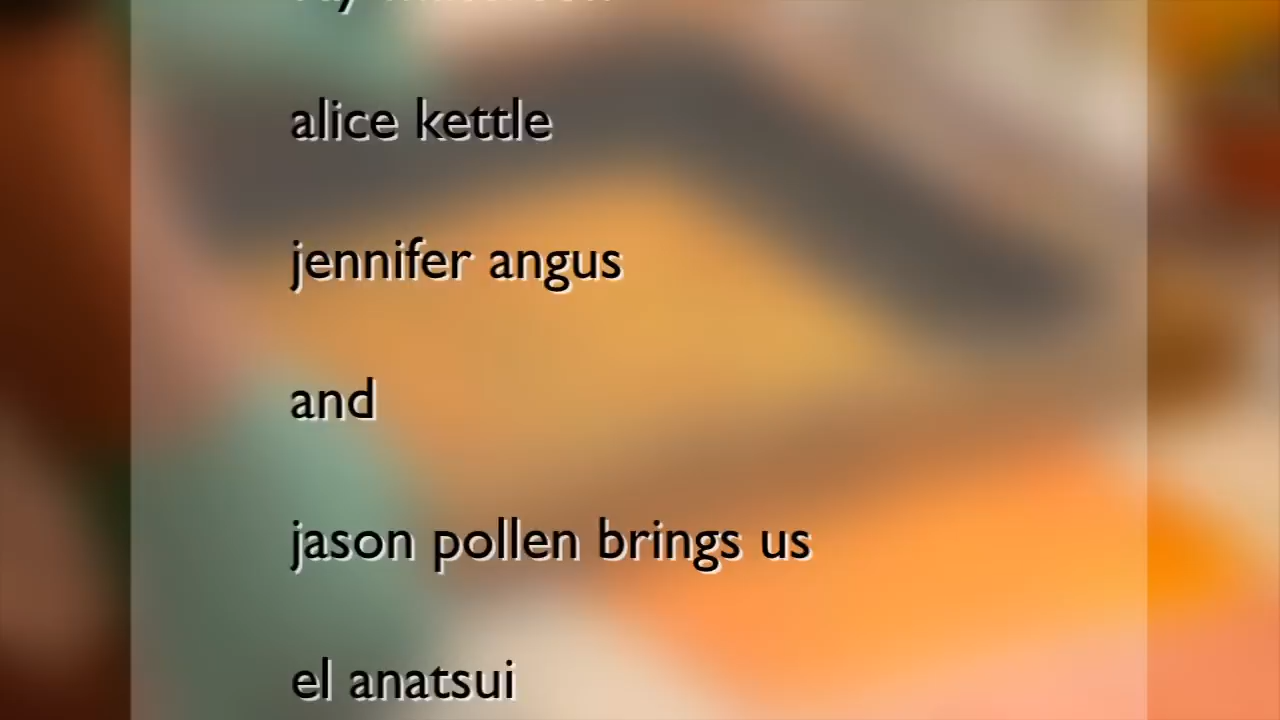 alice kettle
jennifer angus
and
jason pollen brings us
el anatsui